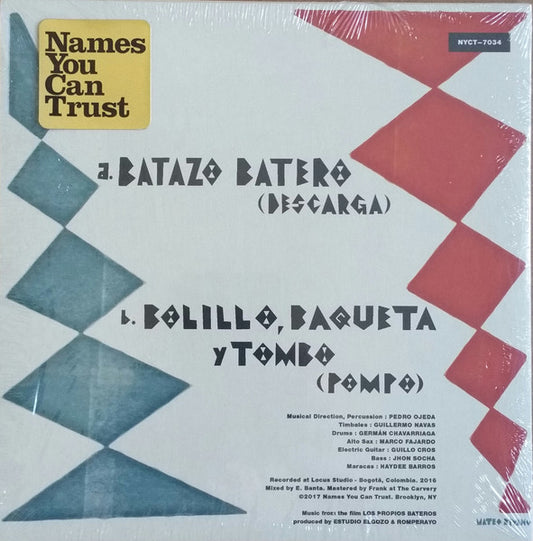 Names
You
Can
Trust
NYCT-7034
a. BATAZO BATERO
(DESCARGA)
b. BOLILLO, BAQUETA
y TOMBO
(POMPO)
Musical Direction, Percussion : PEDRO OJEDA
Timbales : GUILLERMO NAVAS
Drums : GERMÁN CHAVARRIAGA
Alto Sax : MARCO FAJARDO
Electric Guitar : GUILLO CROS
Bass : JHON SOCHA
Maracas : HAYDEE BARROS
Recorded at Locus Studio - Bogotá, Colombia. 2016
Mixed by E. Banta. Mastered by Frank at The Carvery
©2017 Names You Can Trust. Brooklyn, NY
Music from the film LOS PROPIOS BATEROS
produced by ESTUDIO ELGOZO & ROMPERAYO
MATEO